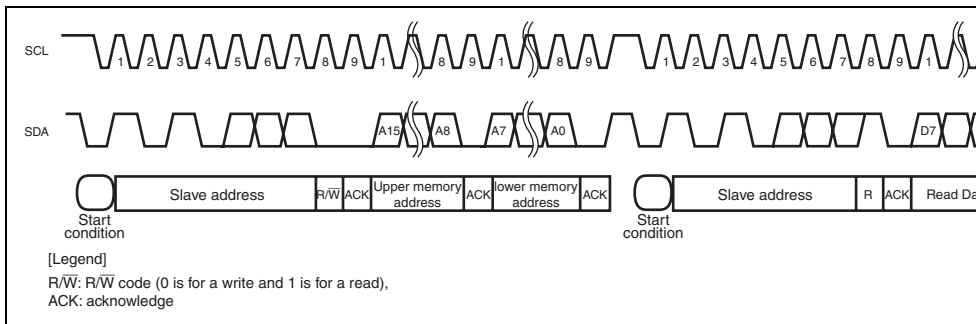 SCL
1 2 3 4 5 6 7 8 9 1 8 9 1 8 9 1 2 3 4 5 6 7 8 9 1
SDA
A15 A8 A7 A0 D7
Slave address R/W̅ ACK Upper memory address ACK lower memory address ACK Slave address R ACK Read Da
Start condition Start condition
[Legend]
R/W̅: R/W̅ code (0 is for a write and 1 is for a read),
ACK: acknowledge